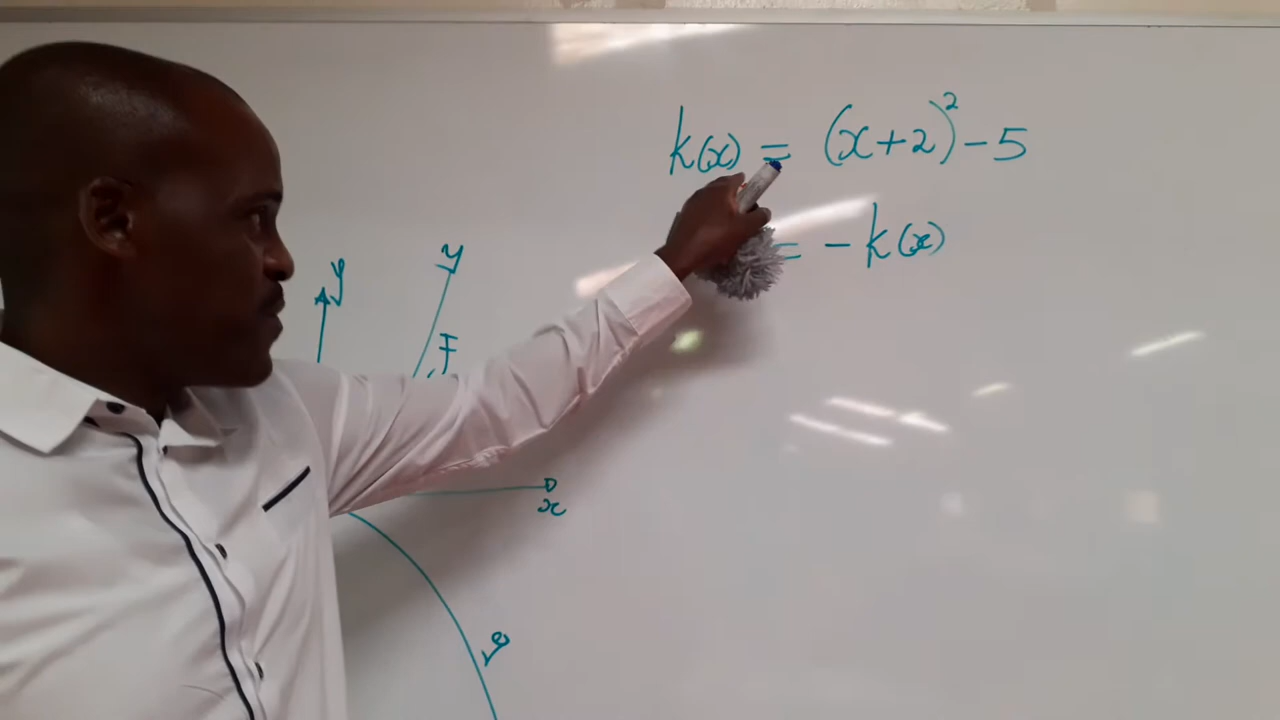 k(x) = (x+2)² - 5
= - k(x)
y
y
F
x
g